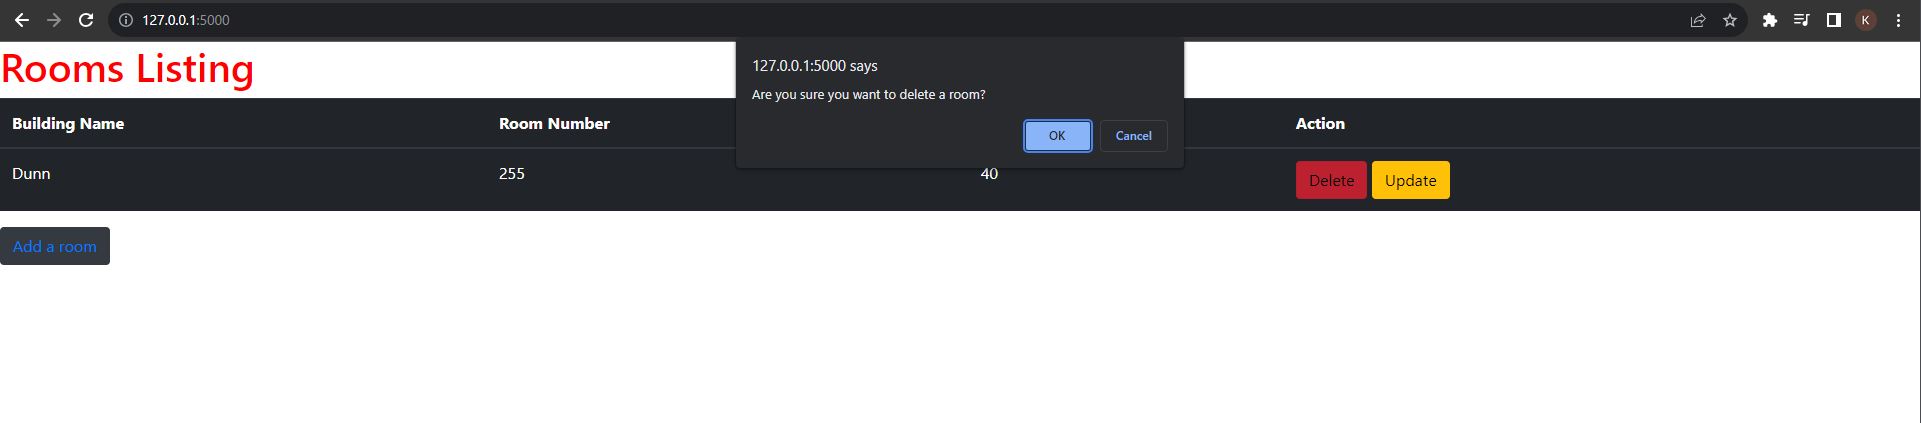 127.0.0.1:5000
K
Rooms Listing
127.0.0.1:5000 says
Are you sure you want to delete a room?
OK Cancel
Building Name Room Number Action
Dunn 255 40 Delete Update
Add a room